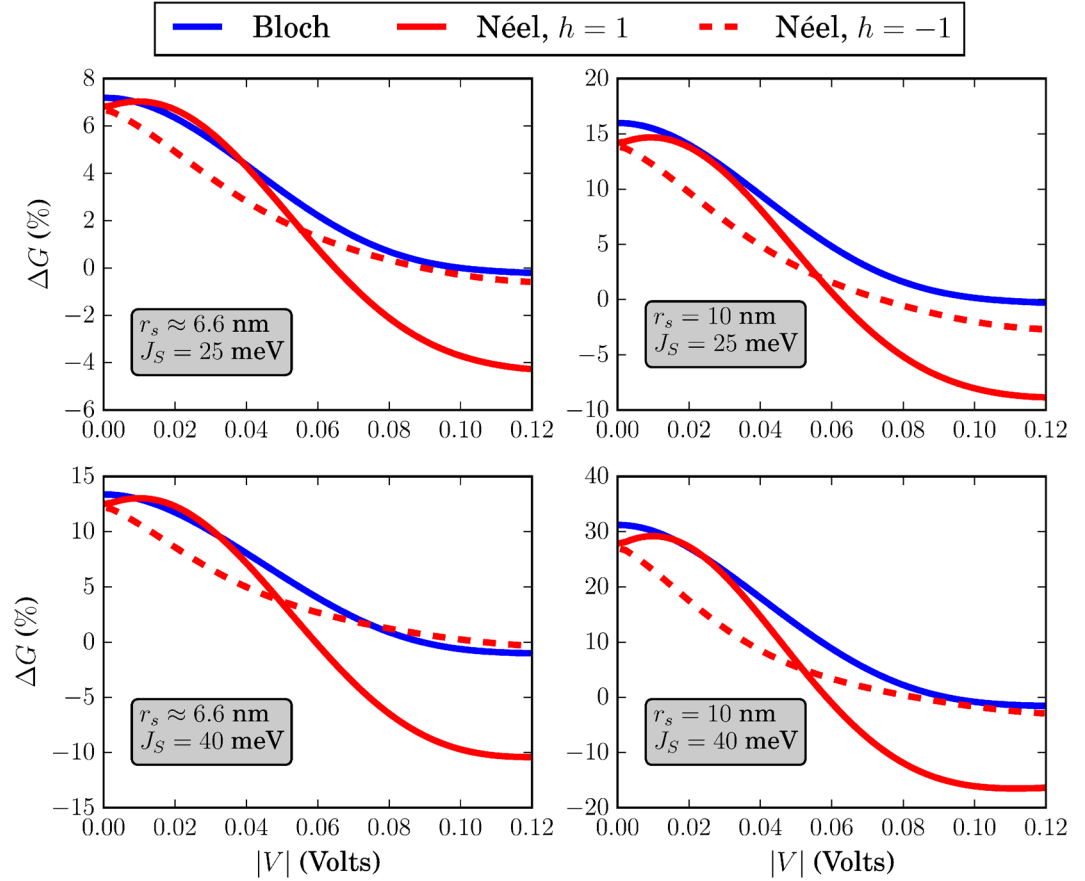 Bloch Néel, h = 1 Néel, h = −1
8
6
4
2
0
−2
−4
−6
ΔG (%)
r_s ≈ 6.6 nm
J_S = 25 meV
0.00 0.02 0.04 0.06 0.08 0.10 0.12
20
15
10
5
0
−5
−10
r_s = 10 nm
J_S = 25 meV
0.00 0.02 0.04 0.06 0.08 0.10 0.12
15
10
5
0
−5
−10
−15
ΔG (%)
r_s ≈ 6.6 nm
J_S = 40 meV
0.00 0.02 0.04 0.06 0.08 0.10 0.12
|V| (Volts)
40
30
20
10
0
−10
−20
r_s = 10 nm
J_S = 40 meV
0.00 0.02 0.04 0.06 0.08 0.10 0.12
|V| (Volts)